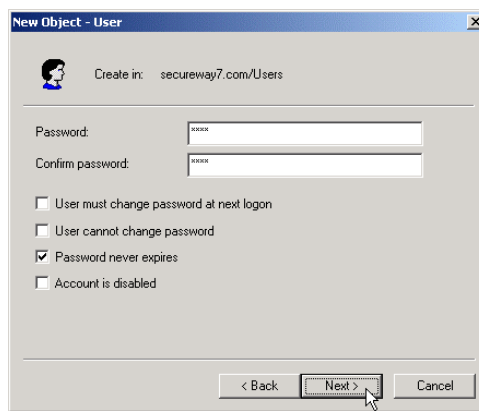 New Object - User
Create in: secureway7.com/Users
Password: ****
Confirm password: ****
User must change password at next logon
User cannot change password
Password never expires
Account is disabled
< Back Next > Cancel